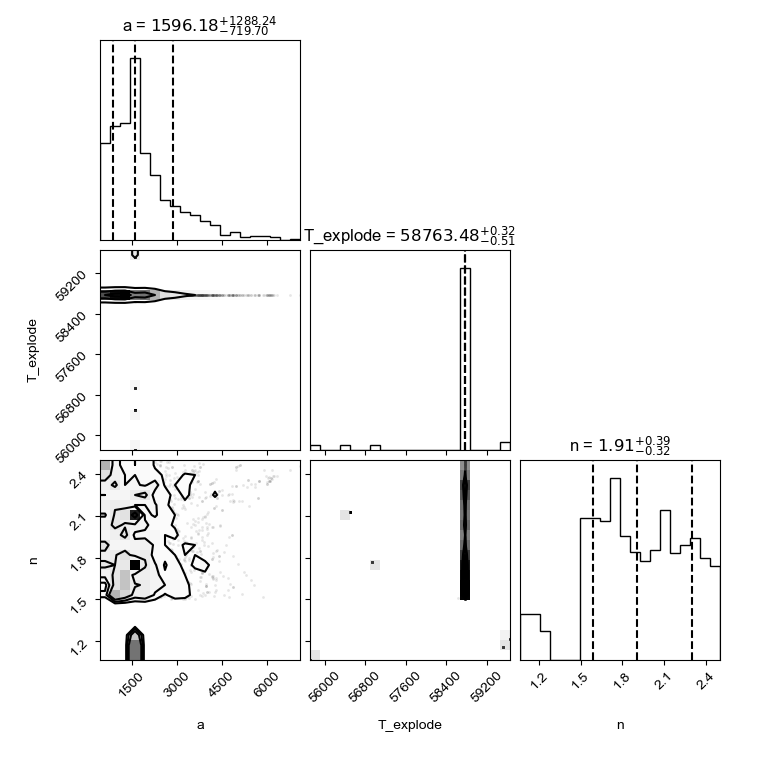 a = 1596.18+1288.24−719.70
T_explode = 58763.48+0.32−0.51
59200
58400
57600
56800
56000
T_explode
n = 1.91+0.39−0.32
2.4
2.1
1.8
1.5
1.2
n
1500 3000 4500 6000
56000 56800 57600 58400 59200
1.2 1.5 1.8 2.1 2.4
a T_explode n